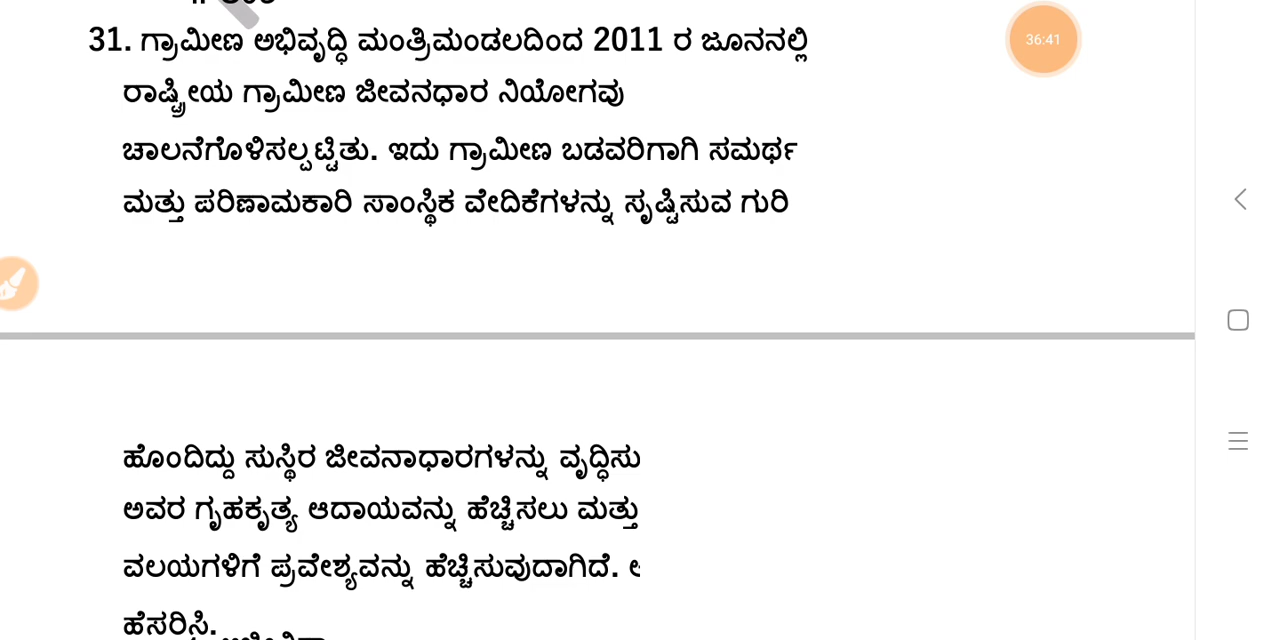 31. ಗ್ರಾಮೀಣ ಅಭಿವೃದ್ಧಿ ಮಂತ್ರಿಮಂಡಲದಿಂದ 2011 ರ ಜೂನನಲ್ಲಿ
36:41
ರಾಷ್ಟ್ರೀಯ ಗ್ರಾಮೀಣ ಜೀವನಧಾರ ನಿಯೋಗವು
ಚಾಲನೆಗೊಳಿಸಲ್ಪಟ್ಟಿತು. ಇದು ಗ್ರಾಮೀಣ ಬಡವರಿಗಾಗಿ ಸಮರ್ಥ
ಮತ್ತು ಪರಿಣಾಮಕಾರಿ ಸಾಂಸ್ಥಿಕ ವೇದಿಕೆಗಳನ್ನು ಸೃಷ್ಟಿಸುವ ಗುರಿ
ಹೊಂದಿದ್ದು ಸುಸ್ಥಿರ ಜೀವನಾಧಾರಗಳನ್ನು ವೃದ್ಧಿಸು
ಅವರ ಗೃಹಕೃತ್ಯ ಆದಾಯವನ್ನು ಹೆಚ್ಚಿಸಲು ಮತ್ತು
ವಲಯಗಳಿಗೆ ಪ್ರವೇಶ್ಯವನ್ನು ಹೆಚ್ಚಿಸುವುದಾಗಿದೆ.
ಹೆಸರಿಸಿ.